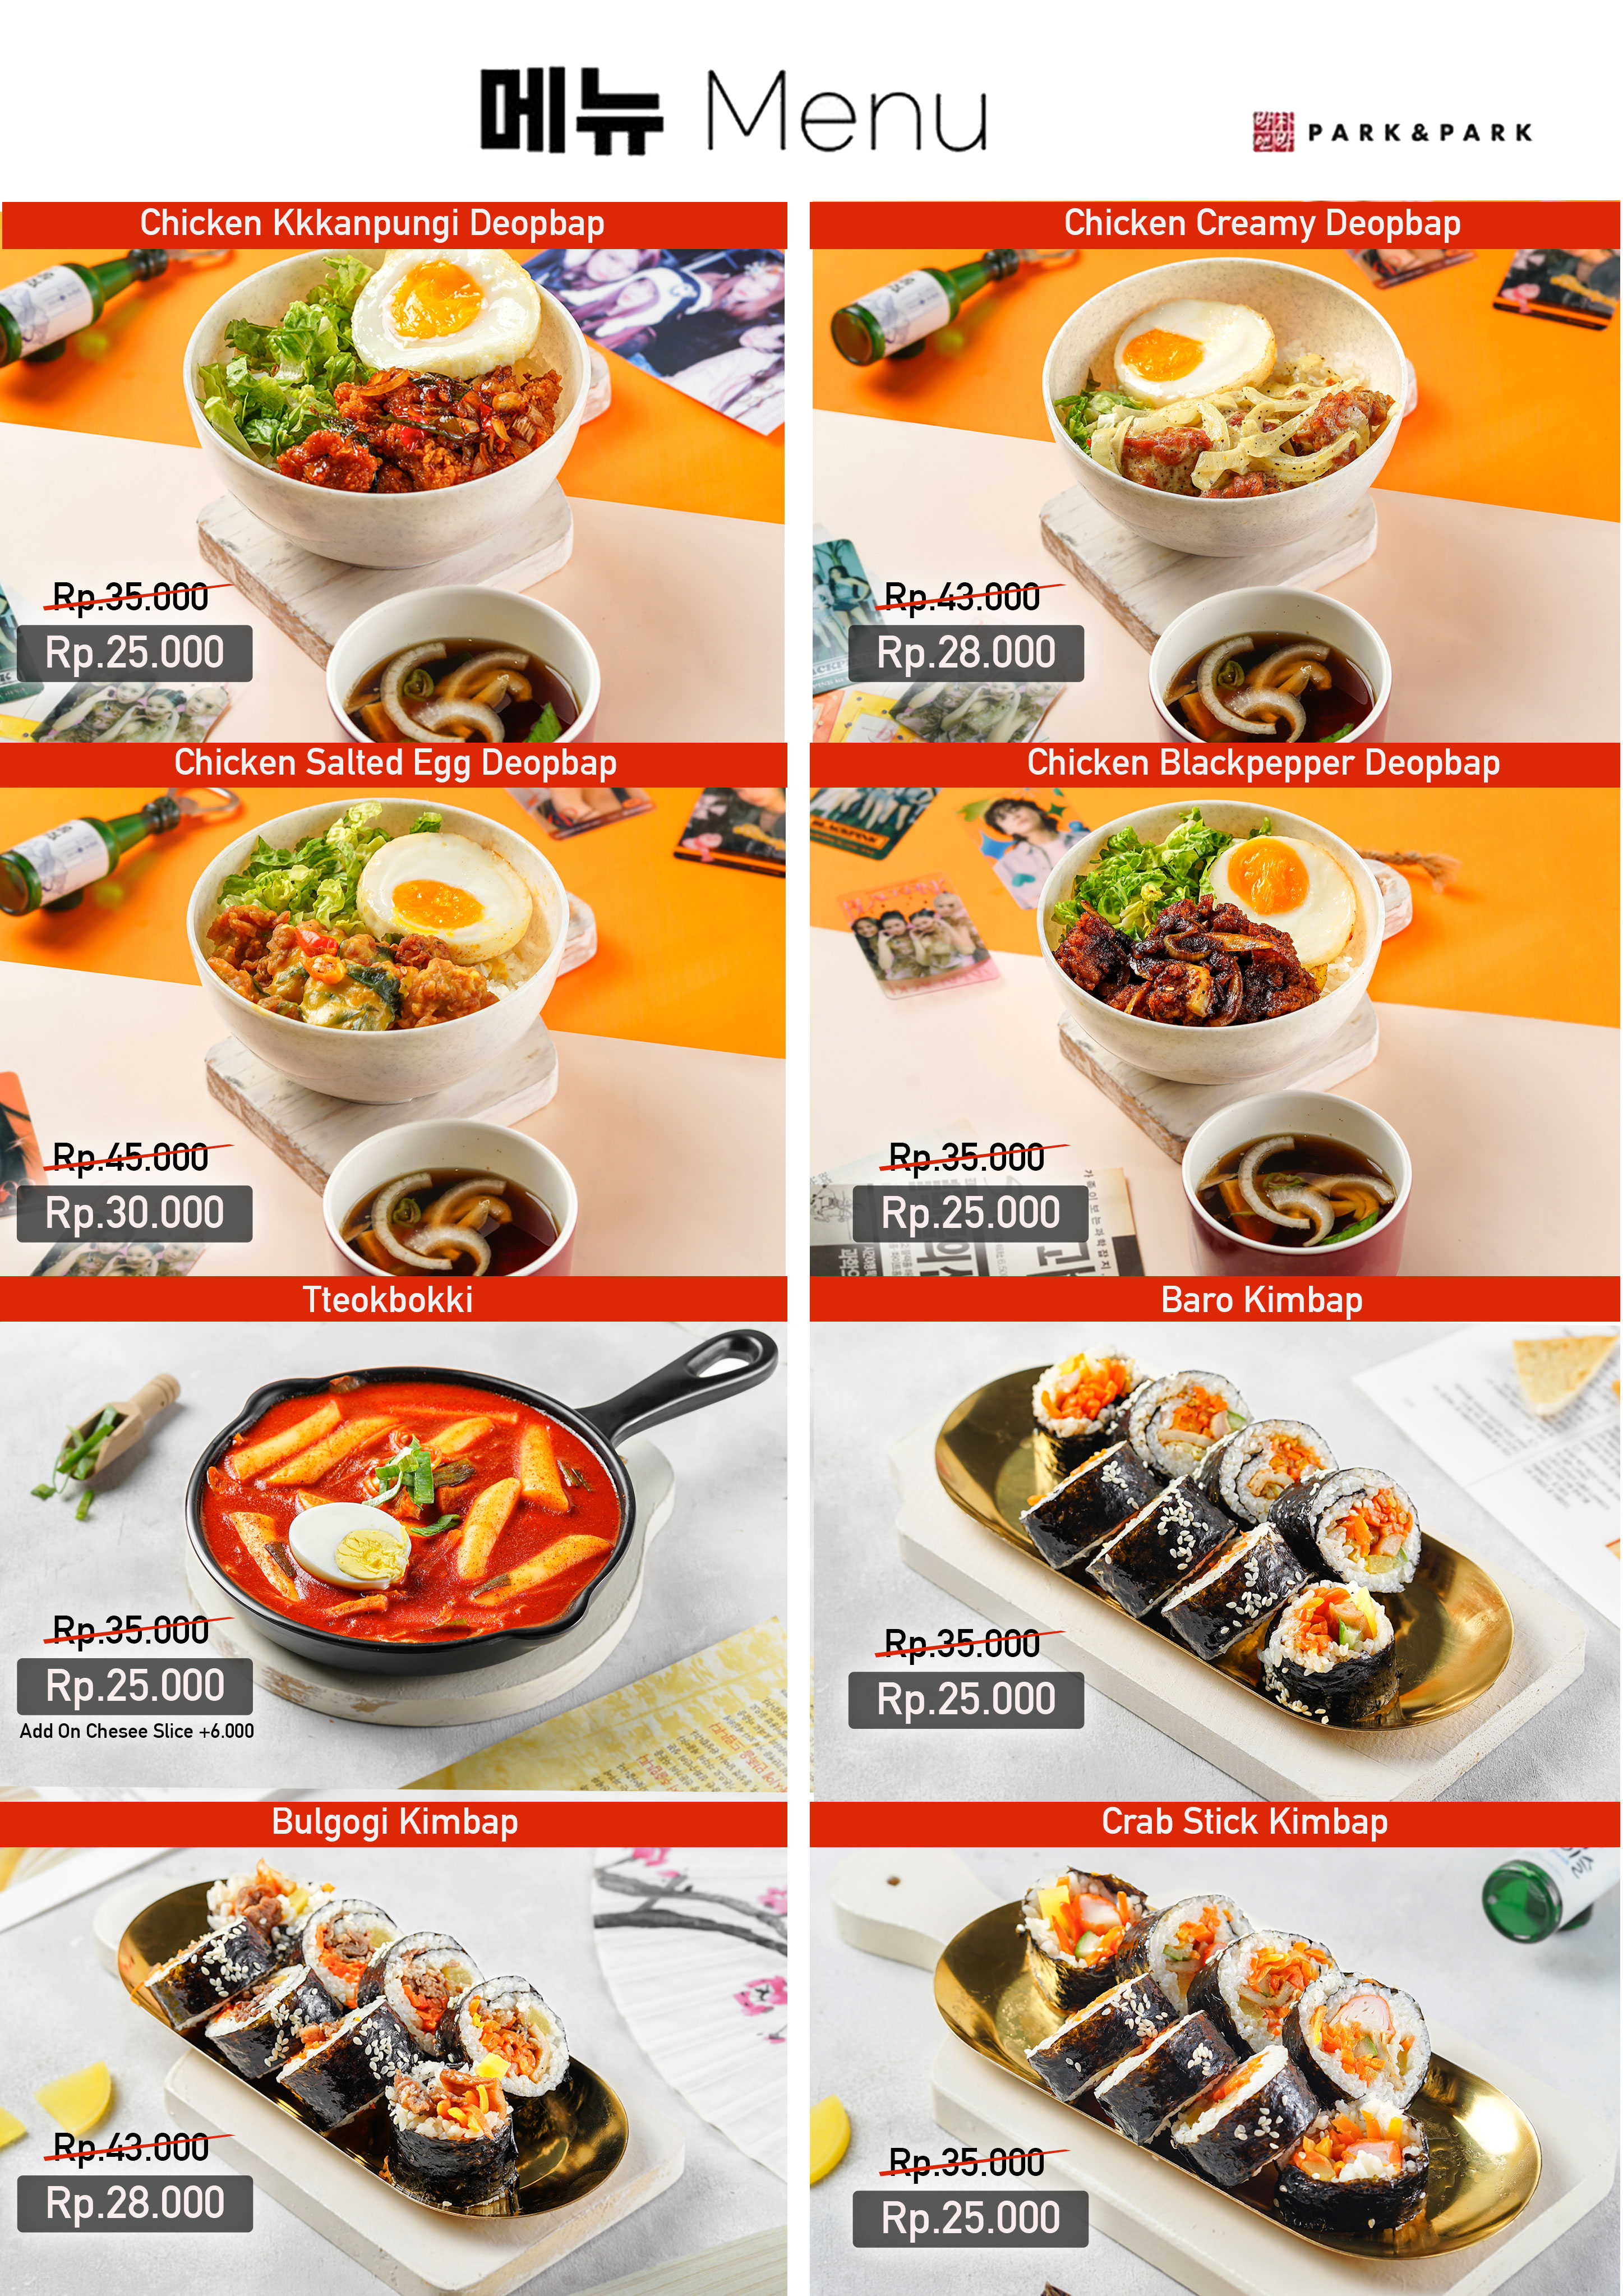 메뉴 Menu
박차
앤박
PARK&PARK
Chicken Kkkanpungi Deopbap
Chicken Creamy Deopbap
Rp.35.000
Rp.25.000
Rp.43.000
Rp.28.000
Chicken Salted Egg Deopbap
Chicken Blackpepper Deopbap
Rp.45.000
Rp.30.000
Rp.35.000
Rp.25.000
Tteokbokki
Baro Kimbap
Rp.35.000
Rp.25.000
Add On Chesee Slice +6.000
Rp.35.000
Rp.25.000
Bulgogi Kimbap
Crab Stick Kimbap
Rp.43.000
Rp.28.000
Rp.35.000
Rp.25.000